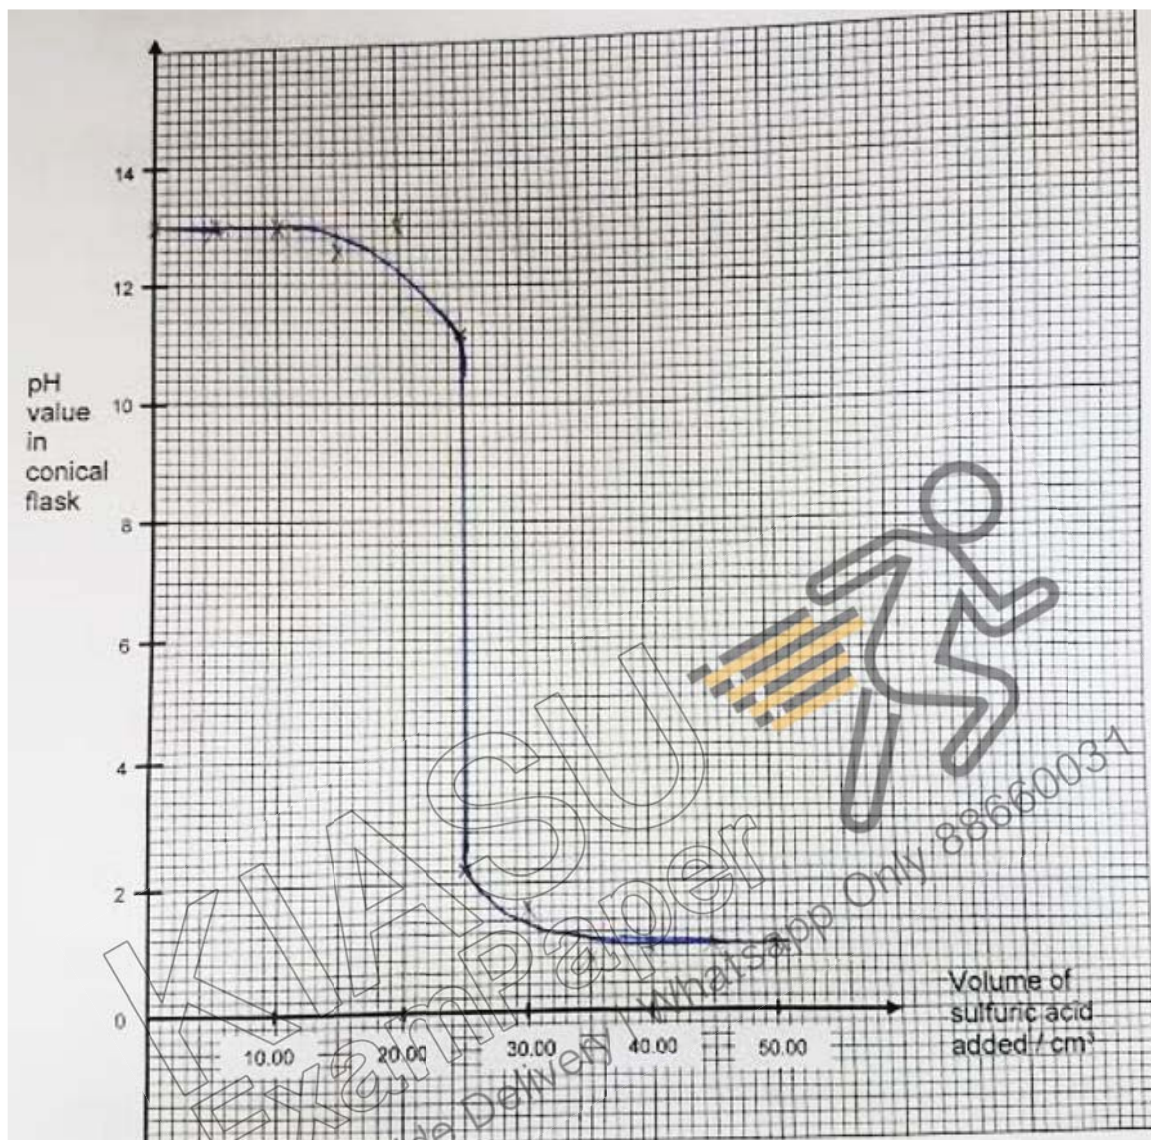 14
12
pH
value
in
conical
flask
10
8
6
4
2
0
10.00
20.00
30.00
40.00
50.00
Volume of
sulfuric acid
added / cm³
KIASU
ExamPaper
Delivery | Whatsapp Only 88660031